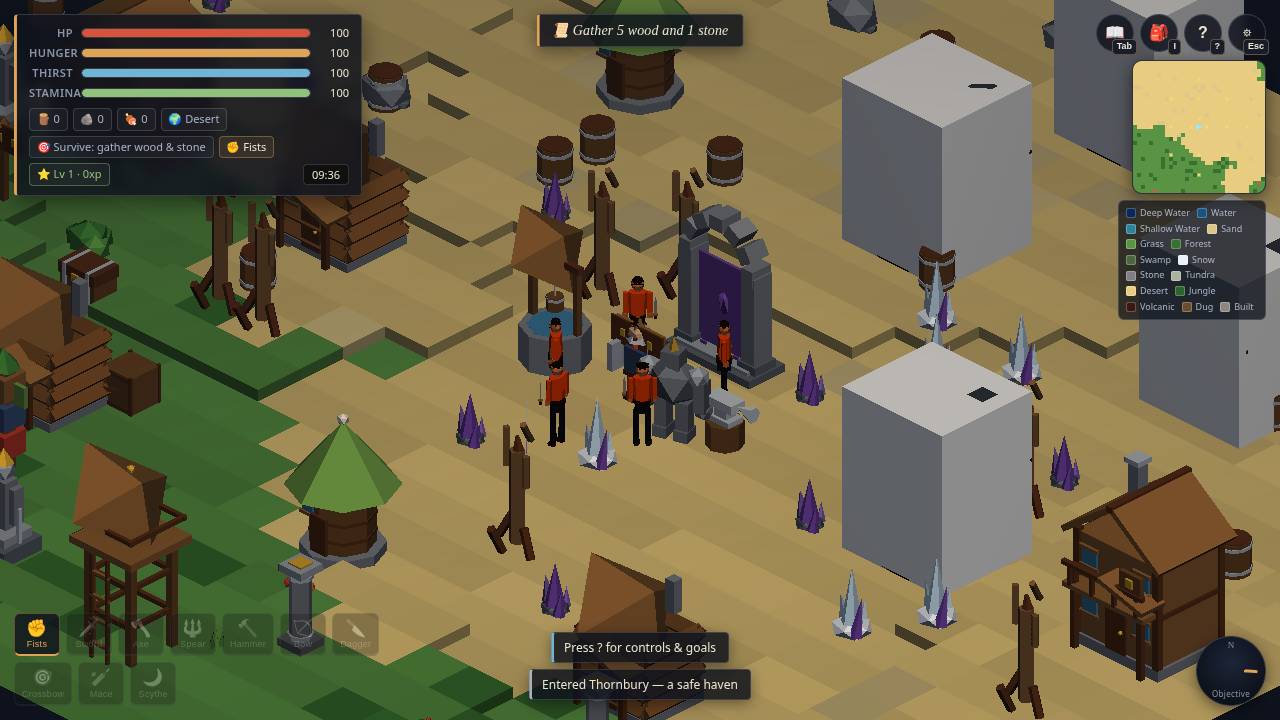 HP 100
HUNGER 100
THIRST 100
STAMINA 100
0 0 0 Desert
Survive: gather wood & stone Fists
Lv 1 · 0xp 09:36
Gather 5 wood and 1 stone
Tab I ? Esc
?
Deep Water Water
Shallow Water Sand
Grass Forest
Swamp Snow
Stone Tundra
Desert Jungle
Volcanic Dug Built
Press ? for controls & goals
Entered Thornbury — a safe haven
Fists Sword Axe Spear Hammer Bow Dagger
Crossbow Mace Scythe
N
Objective